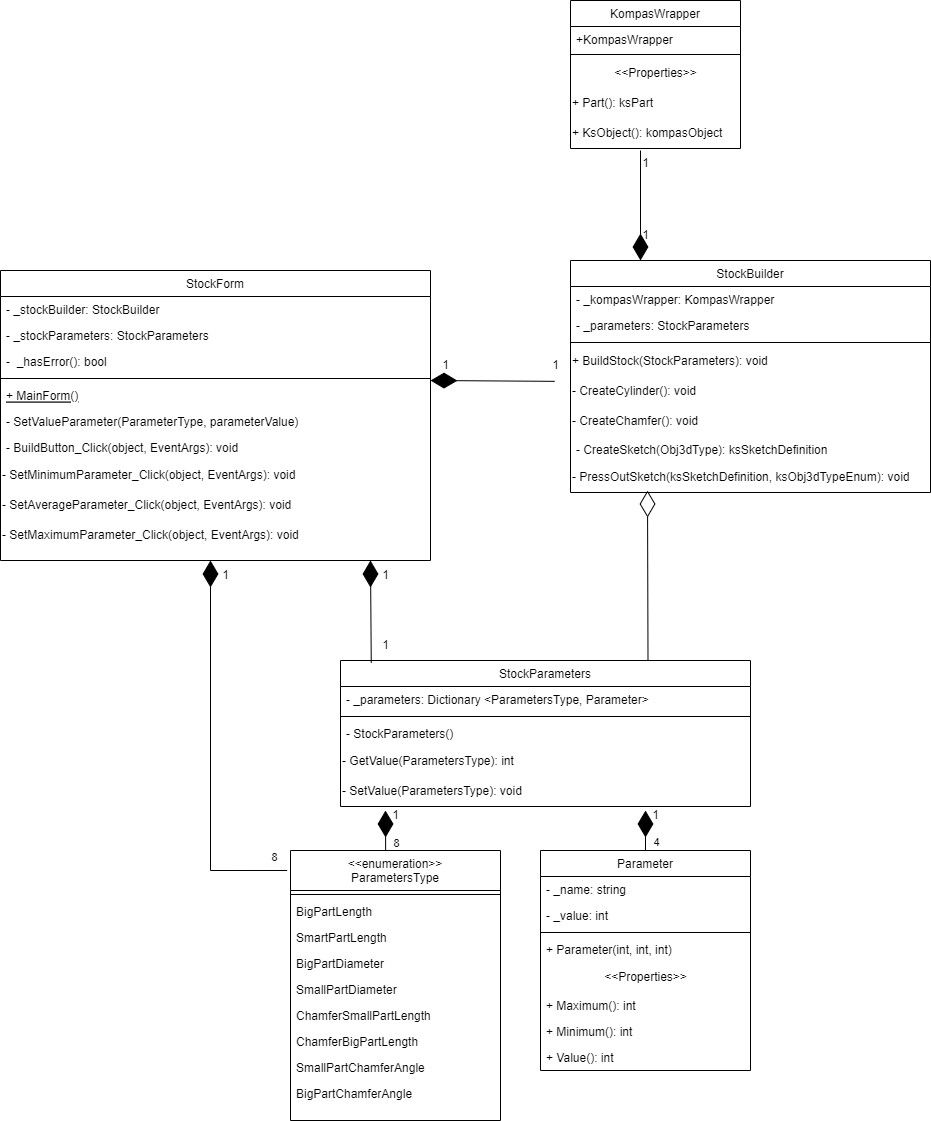 KompasWrapper
+KompasWrapper
<<Properties>>
+ Part(): ksPart
+ KsObject(): kompasObject
1
1
StockForm
- _stockBuilder: StockBuilder
- _stockParameters: StockParameters
- _hasError(): bool
+ MainForm()
- SetValueParameter(ParameterType, parameterValue)
- BuildButton_Click(object, EventArgs): void
- SetMinimumParameter_Click(object, EventArgs): void
- SetAverageParameter_Click(object, EventArgs): void
- SetMaximumParameter_Click(object, EventArgs): void
1
1
StockBuilder
- _kompasWrapper: KompasWrapper
- _parameters: StockParameters
+ BuildStock(StockParameters): void
- CreateCylinder(): void
- CreateChamfer(): void
- CreateSketch(Obj3dType): ksSketchDefinition
- PressOutSketch(ksSketchDefinition, ksObj3dTypeEnum): void
1
1
1
StockParameters
- _parameters: Dictionary <ParametersType, Parameter>
- StockParameters()
- GetValue(ParametersType): int
- SetValue(ParametersType): void
1
1
8
8
4
<<enumeration>>
ParametersType
BigPartLength
SmartPartLength
BigPartDiameter
SmallPartDiameter
ChamferSmallPartLength
ChamferBigPartLength
SmallPartChamferAngle
BigPartChamferAngle
Parameter
- _name: string
- _value: int
+ Parameter(int, int, int)
<<Properties>>
+ Maximum(): int
+ Minimum(): int
+ Value(): int